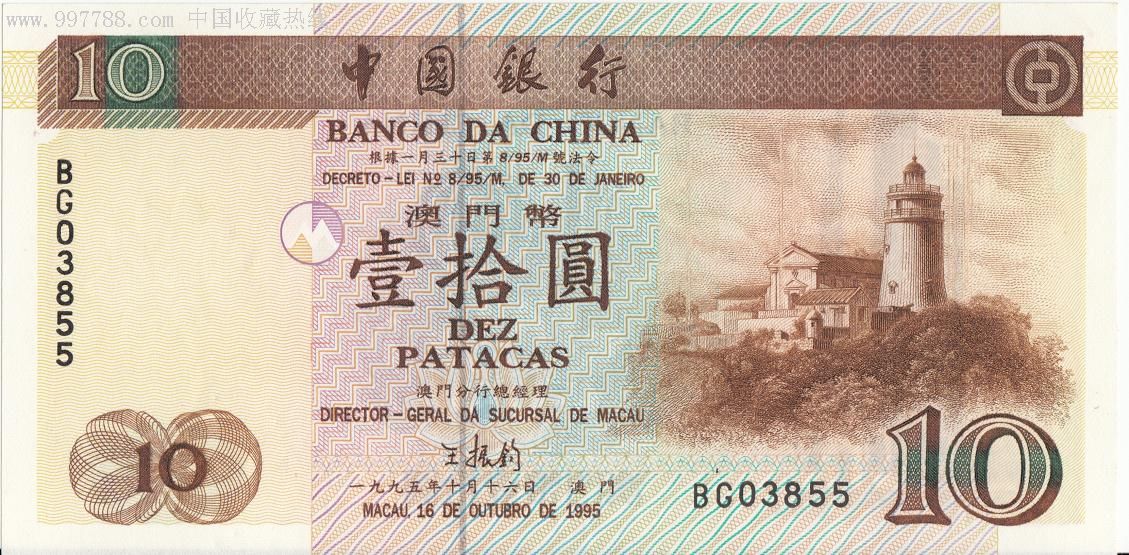 www.997788.com 中国收藏热线
10 中國銀行
BANCO DA CHINA
根據一月三十日第8/95/M號法令
DECRETO-LEI Nº 8/95/M, DE 30 DE JANEIRO
澳門幣
壹拾圓
DEZ
PATACAS
澳門分行總經理
DIRECTOR-GERAL DA SUCURSAL DE MACAU
王振鈞
一九九五年十月十六日 澳門
MACAU, 16 DE OUTUBRO DE 1995
BG03855
10
BG03855
10